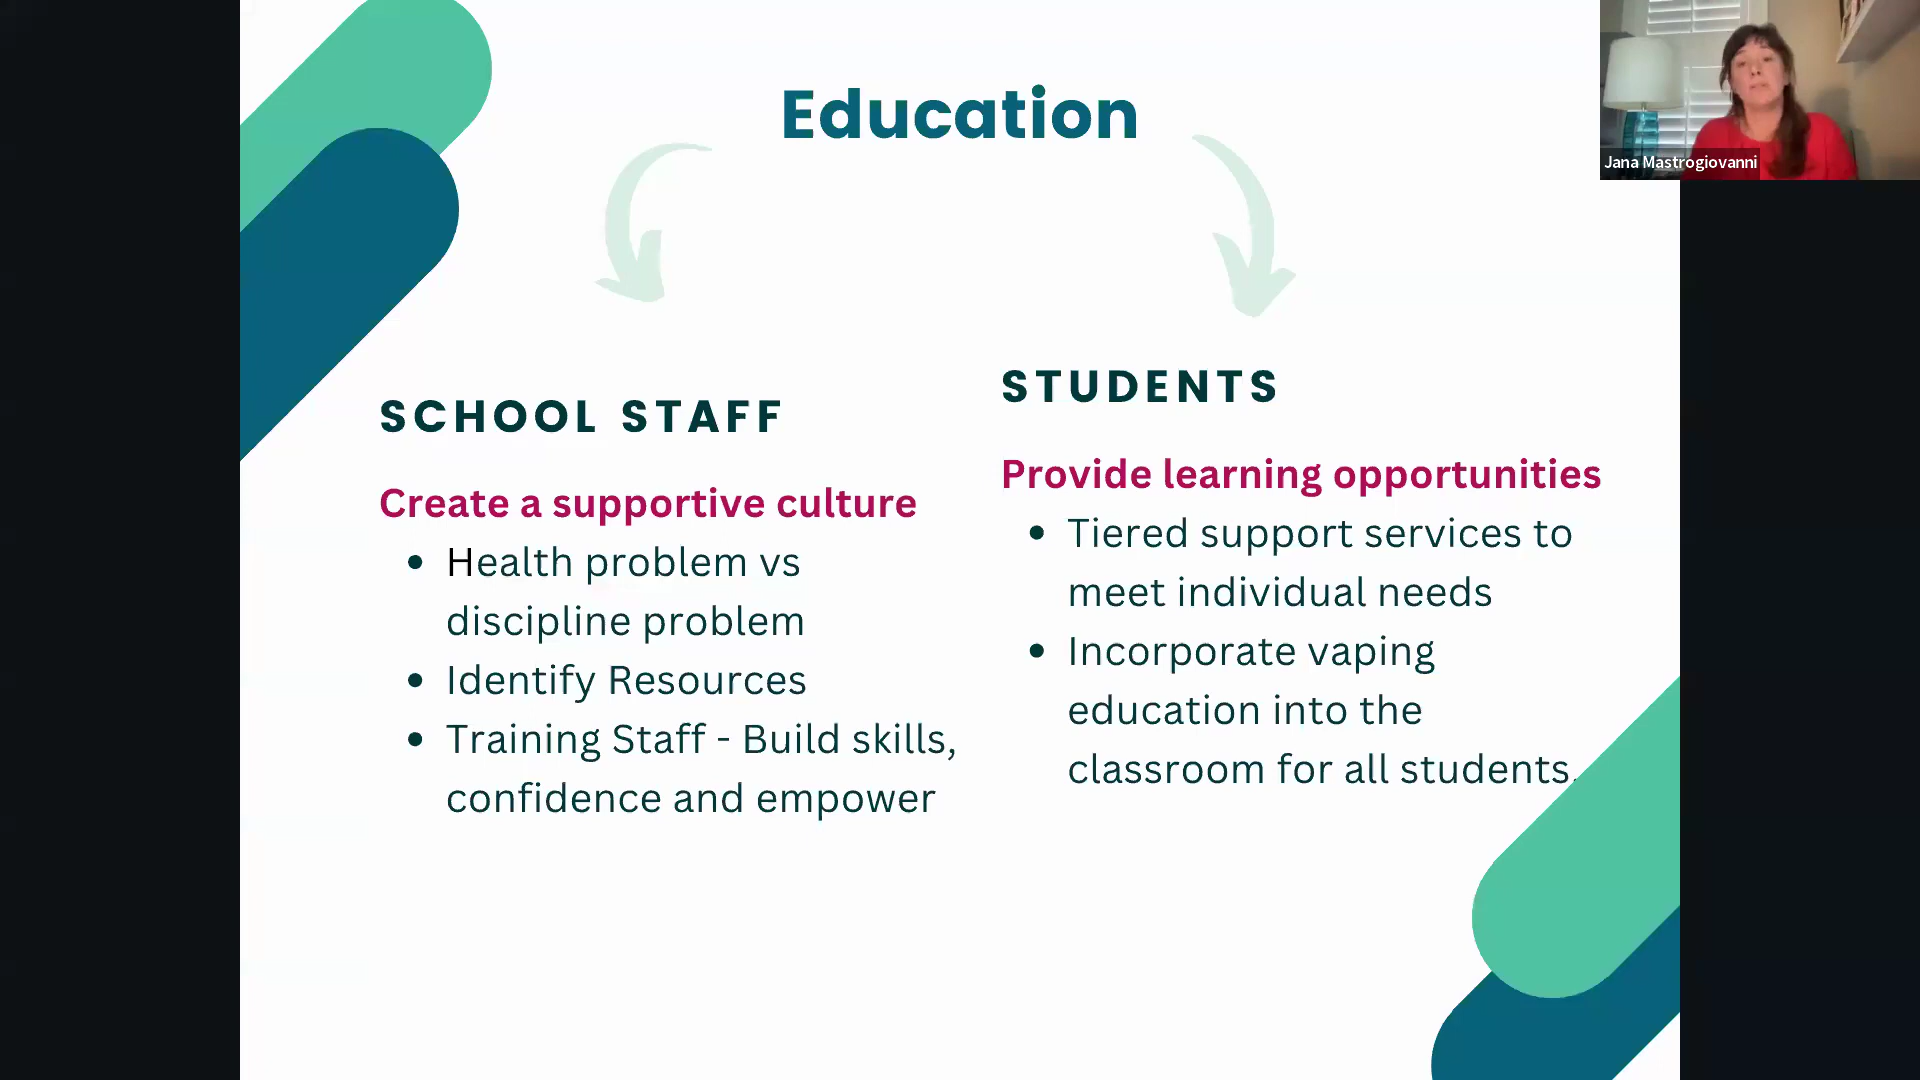 Education
Jana Mastrogiovanni
SCHOOL STAFF
Create a supportive culture
Health problem vs
discipline problem
Identify Resources
Training Staff - Build skills,
confidence and empower
STUDENTS
Provide learning opportunities
Tiered support services to
meet individual needs
Incorporate vaping
education into the
classroom for all students.